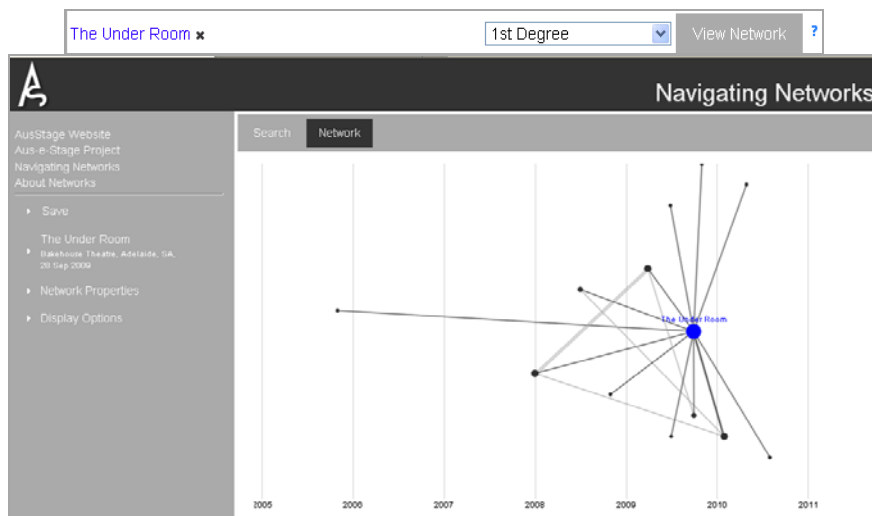 The Under Room ✖
1st Degree
View Network
?
Navigating Networks
AusStage Website
Aus-e-Stage Project
Navigating Networks
About Networks
Search
Network
Save
The Under Room
Bakehouse Theatre, Adelaide, SA,
28 Sep 2009
Network Properties
Display Options
The Under Room
2005 2006 2007 2008 2009 2010 2011